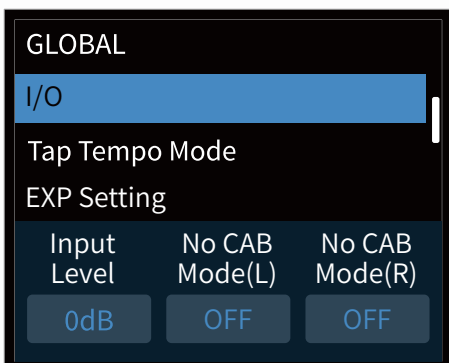 GLOBAL
I/O
Tap Tempo Mode
EXP Setting
Input Level
No CAB Mode(L)
No CAB Mode(R)
0dB
OFF
OFF